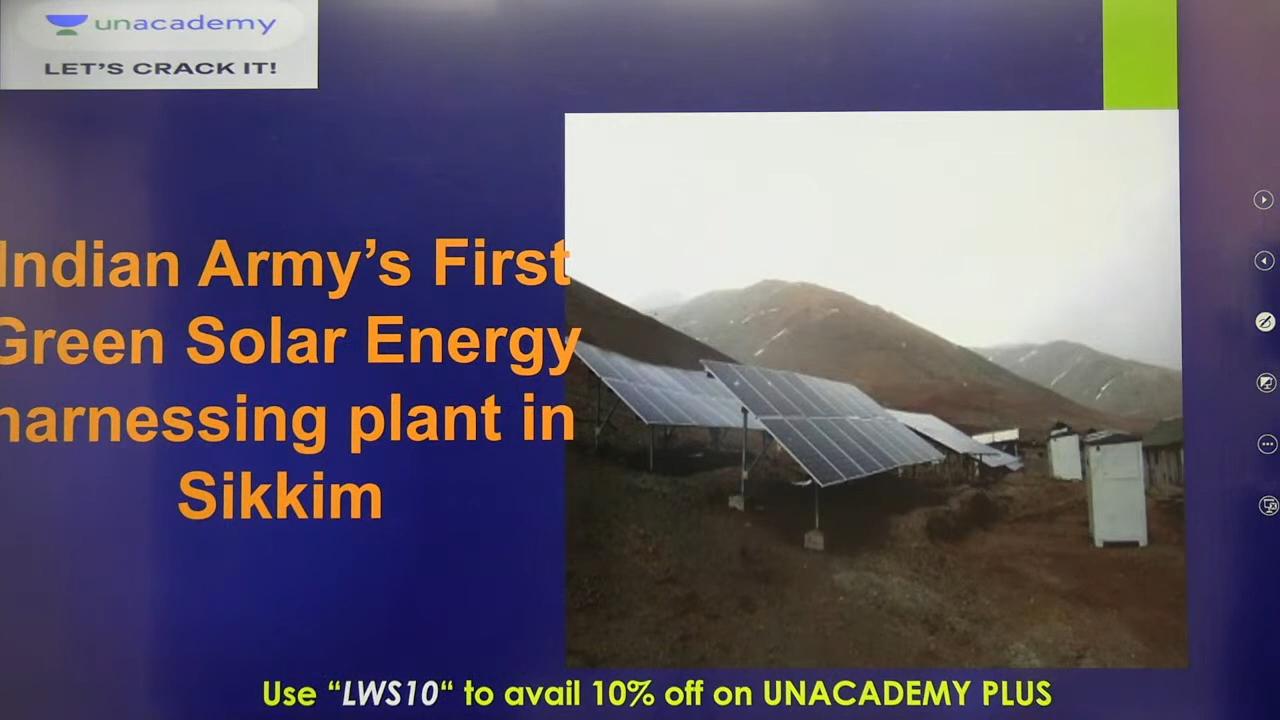 unacademy
LET'S CRACK IT!
Indian Army's First
Green Solar Energy
harnessing plant in
Sikkim
Use “LWS10“ to avail 10% off on UNACADEMY PLUS